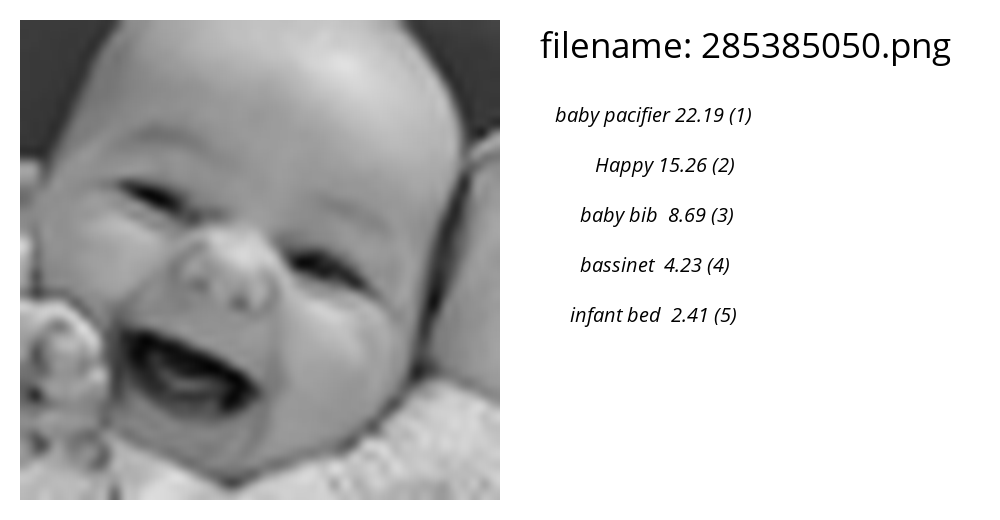 filename: 285385050.png
baby pacifier 22.19 (1)
Happy 15.26 (2)
baby bib 8.69 (3)
bassinet 4.23 (4)
infant bed 2.41 (5)